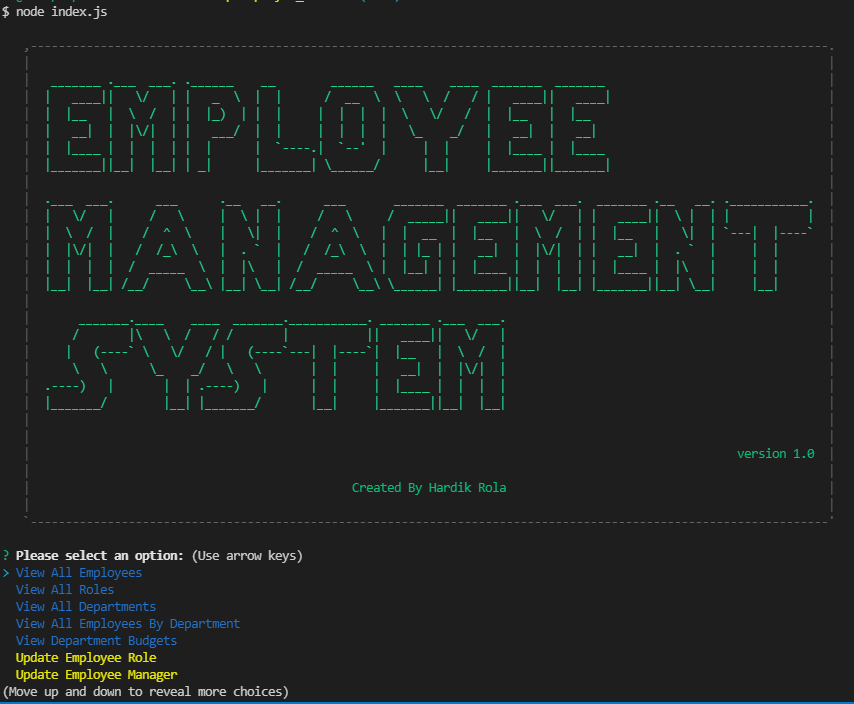 $ node index.js
EMPLOYEE
MANAGEMENT
SYSTEM
version 1.0
Created By Hardik Rola
? Please select an option: (Use arrow keys)
> View All Employees
View All Roles
View All Departments
View All Employees By Department
View Department Budgets
Update Employee Role
Update Employee Manager
(Move up and down to reveal more choices)